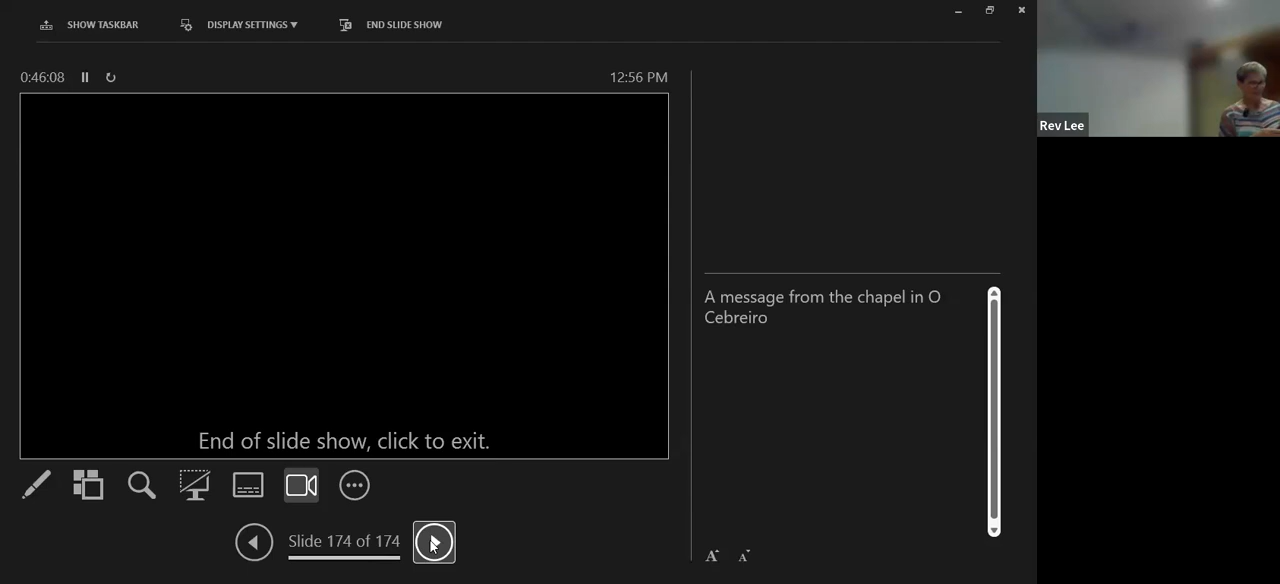 SHOW TASKBAR
DISPLAY SETTINGS
END SLIDE SHOW
0:46:08
12:56 PM
End of slide show, click to exit.
Slide 174 of 174
A message from the chapel in O
Cebreiro
A A
Rev Lee